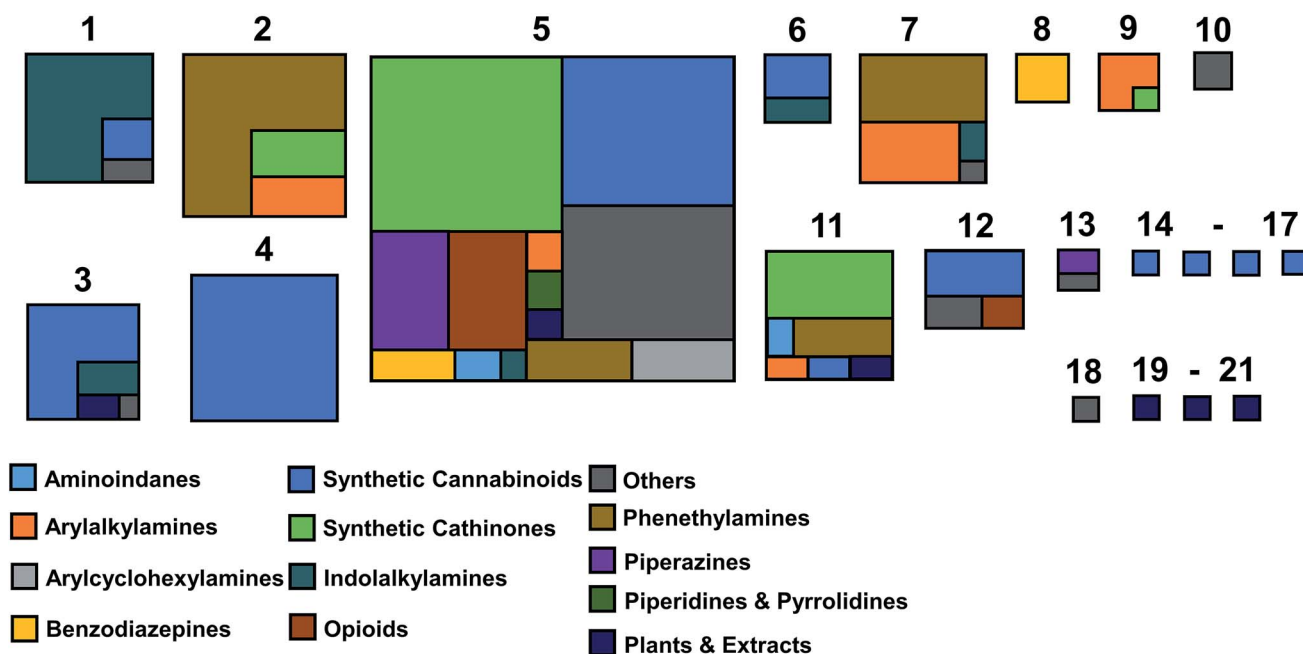 1 2 5 6 7 8 9 10
3 4 11 12 13 14 - 17
18 19 - 21
Aminoindanes
Arylalkylamines
Arylcyclohexylamines
Benzodiazepines
Synthetic Cannabinoids
Synthetic Cathinones
Indolalkylamines
Opioids
Others
Phenethylamines
Piperazines
Piperidines & Pyrrolidines
Plants & Extracts